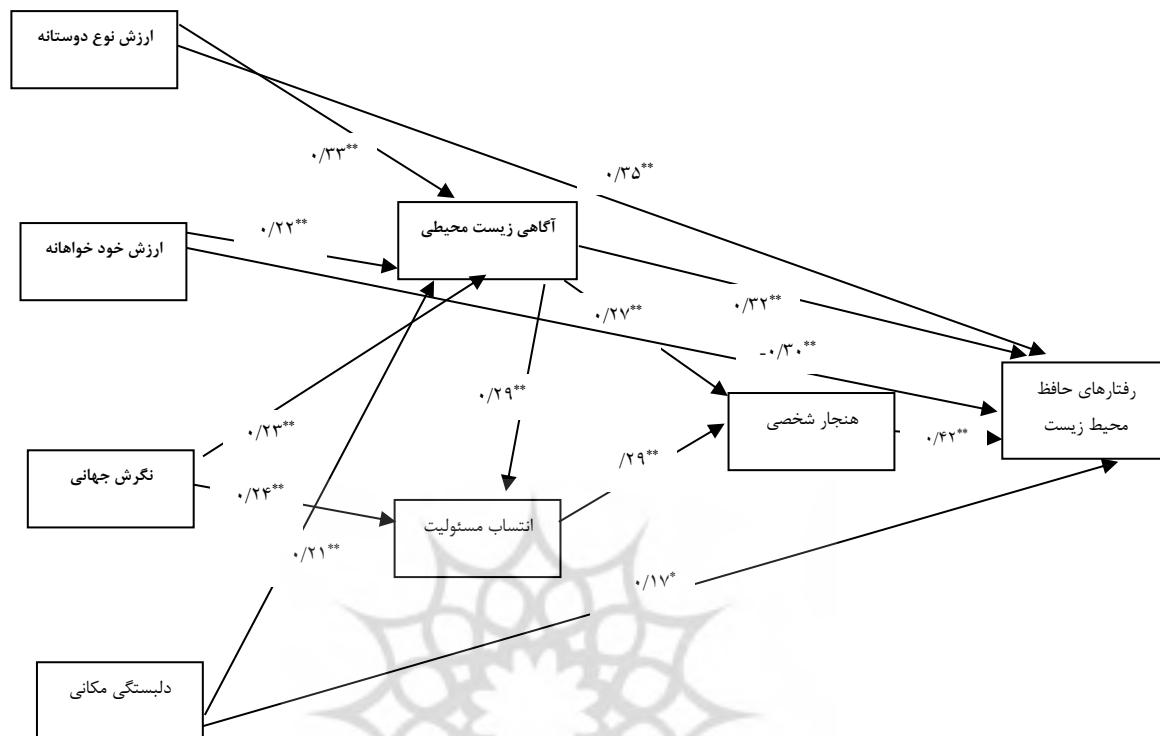 ارزش نوع دوستانه
۰/۳۳**
۰/۳۵**
ارزش خود خواهانه
۰/۲۲**
آگاهی زیست محیطی
۰/۲۷**
۰/۳۲**
-۰/۳۰**
رفتارهای حافظ
محیط زیست
۰/۲۹**
هنجار شخصی
۰/۴۲**
نگرش جهانی
۰/۲۳**
۰/۲۴**
/۲۹**
انتساب مسئولیت
۰/۲۱**
۰/۱۷*
دلبستگی مکانی